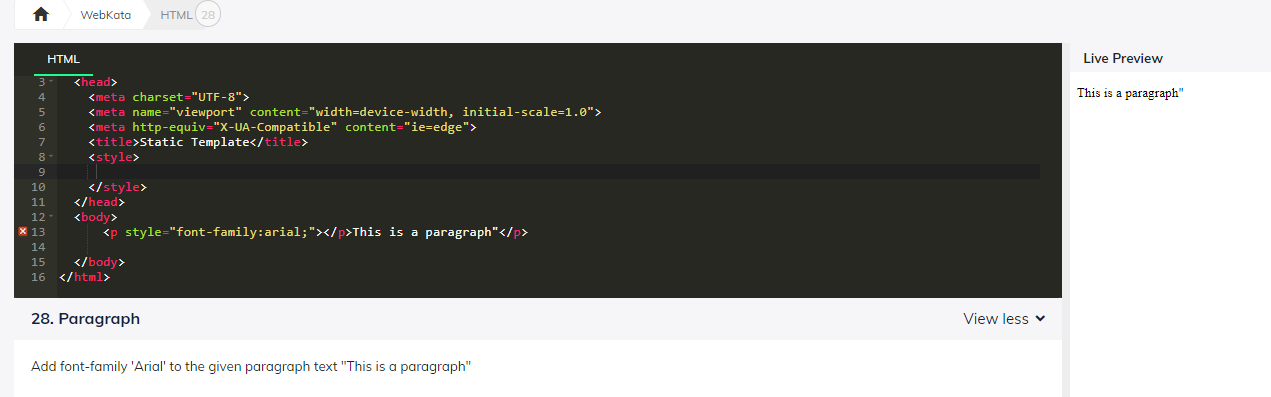 WebKata HTML 28
HTML
Live Preview
3 <head>
4 <meta charset="UTF-8">
5 <meta name="viewport" content="width=device-width, initial-scale=1.0">
6 <meta http-equiv="X-UA-Compatible" content="ie=edge">
7 <title>Static Template</title>
8 <style>
9
10 </style>
11 </head>
12 <body>
13 <p style="font-family:arial;"></p>This is a paragraph"</p>
14
15 </body>
16 </html>
This is a paragraph"
28. Paragraph View less
Add font-family 'Arial' to the given paragraph text "This is a paragraph"